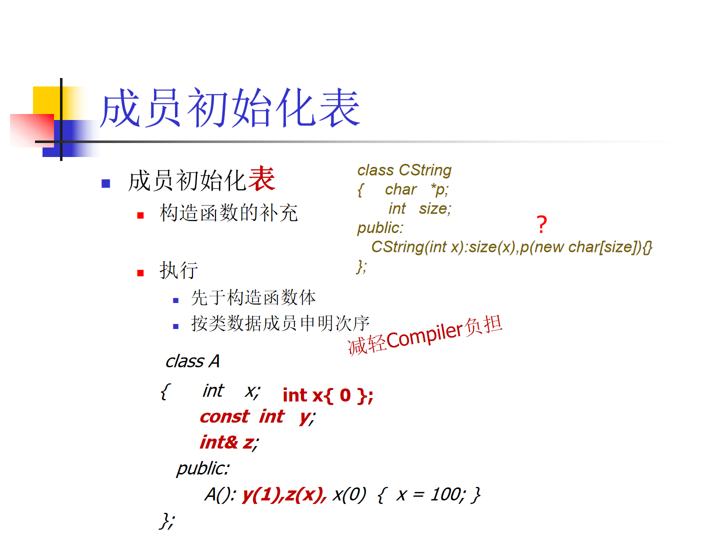 成员初始化表
成员初始化表
构造函数的补充
执行
先于构造函数体
按类数据成员申明次序
class CString
{ char *p;
int size;
public:
?
CString(int x):size(x),p(new char[size]){}
};
减轻Compiler负担
class A
{ int x; int x{ 0 };
const int y;
int& z;
public:
A(): y(1),z(x), x(0) { x = 100; }
};